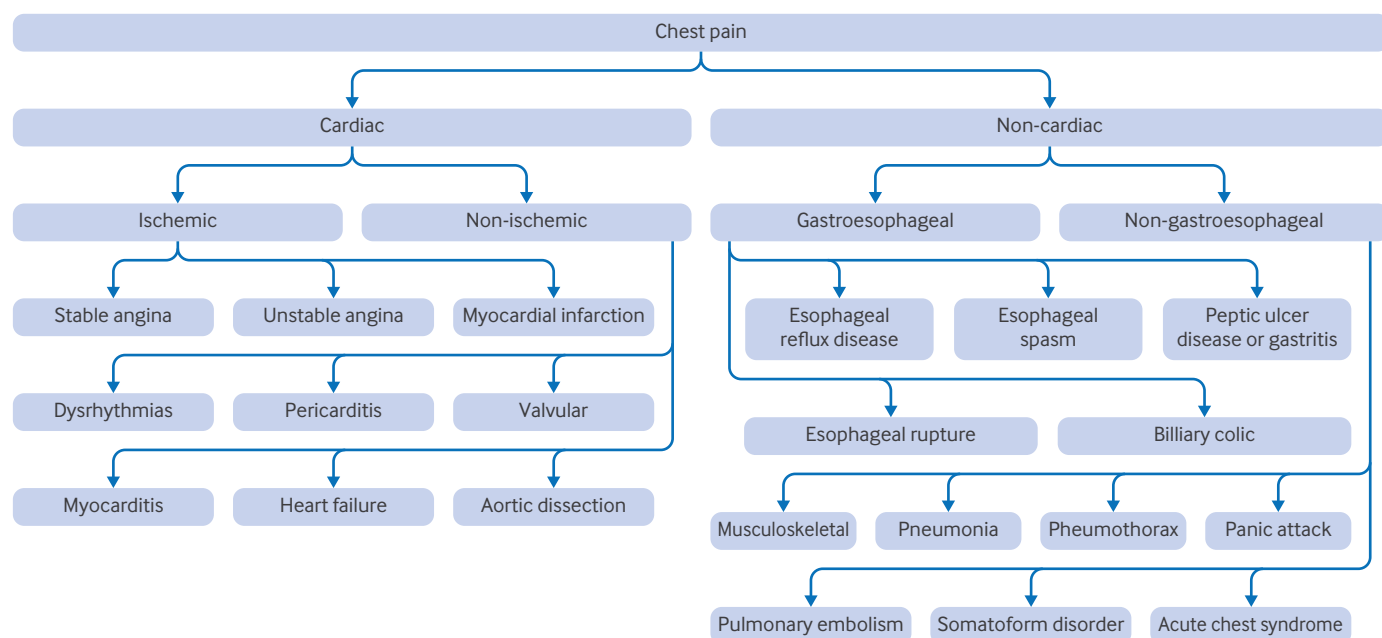 Chest pain
Cardiac
Non-cardiac
Ischemic
Non-ischemic
Gastroesophageal
Non-gastroesophageal
Stable angina
Unstable angina
Myocardial infarction
Esophageal
reflux disease
Esophageal
spasm
Peptic ulcer
disease or gastritis
Dysrhythmias
Pericarditis
Valvular
Esophageal rupture
Billiary colic
Myocarditis
Heart failure
Aortic dissection
Musculoskeletal
Pneumonia
Pheumothorax
Panic attack
Pulmonary embolism
Somatoform disorder
Acute chest syndrome